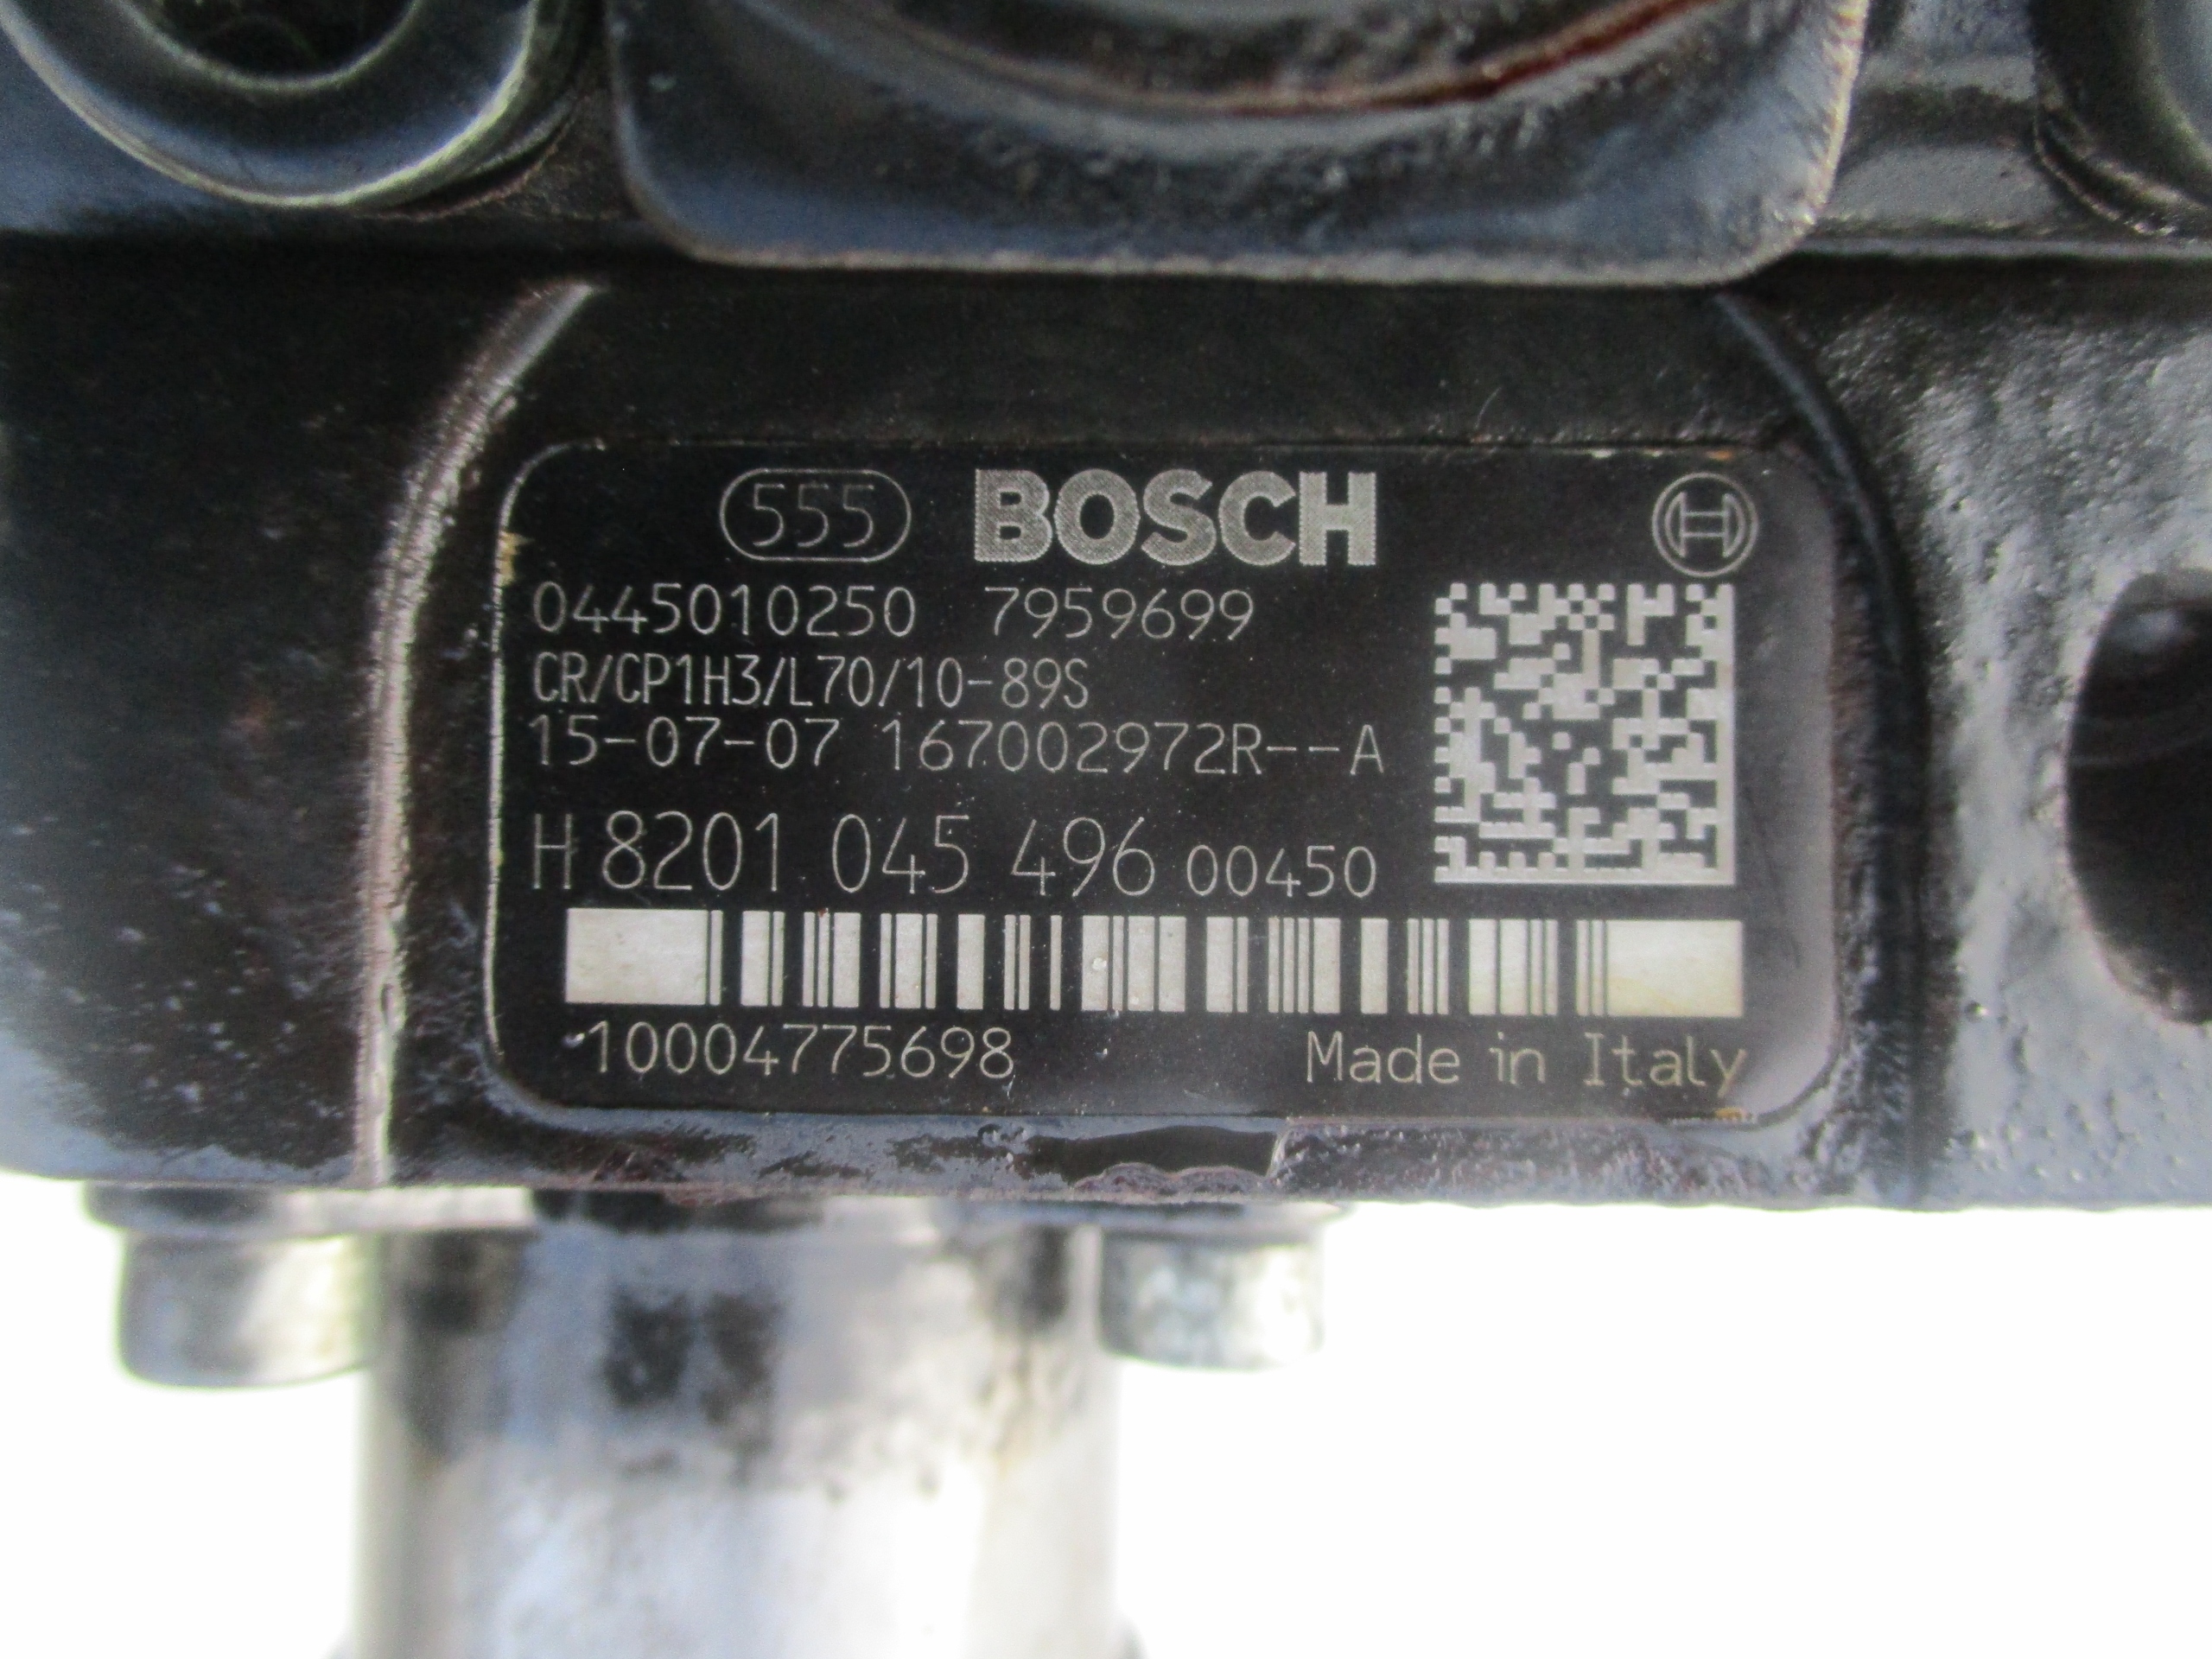 555 BOSCH
0445010250 7959699
CR/CP1H3/L70/10-89S
15-07-07 167002972R--A
H 8201 045 496 00450
10004775698 Made in Italy